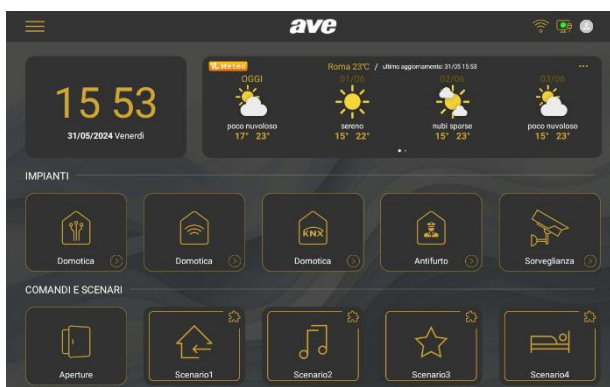 ave
15 53
31/05/2024 Venerdì
iL Meteo
Roma 23°C / ultimo aggiornamento: 31/05 15:53
OGGI 01/06 02/06 03/06
poco nuvoloso sereno nubi sparse poco nuvoloso
17° 23° 15° 22° 15° 23° 15° 23°
IMPIANTI
KNX
Domotica Domotica Domotica Antifurto Sorveglianza
COMANDI E SCENARI
Aperture Scenario1 Scenario2 Scenario3 Scenario4